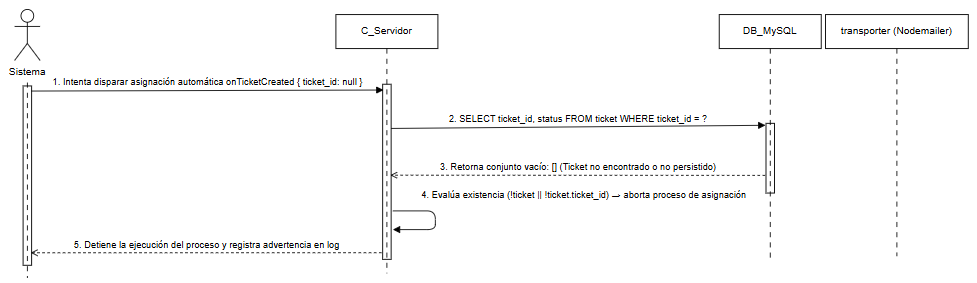 C_Servidor
DB_MySQL
transporter (Nodemailer)
Sistema
1. Intenta disparar asignación automática onTicketCreated { ticket_id: null }
2. SELECT ticket_id, status FROM ticket WHERE ticket_id = ?
3. Retorna conjunto vacío: [] (Ticket no encontrado o no persistido)
4. Evalúa existencia (!ticket || !ticket.ticket_id) → aborta proceso de asignación
5. Detiene la ejecución del proceso y registra advertencia en log